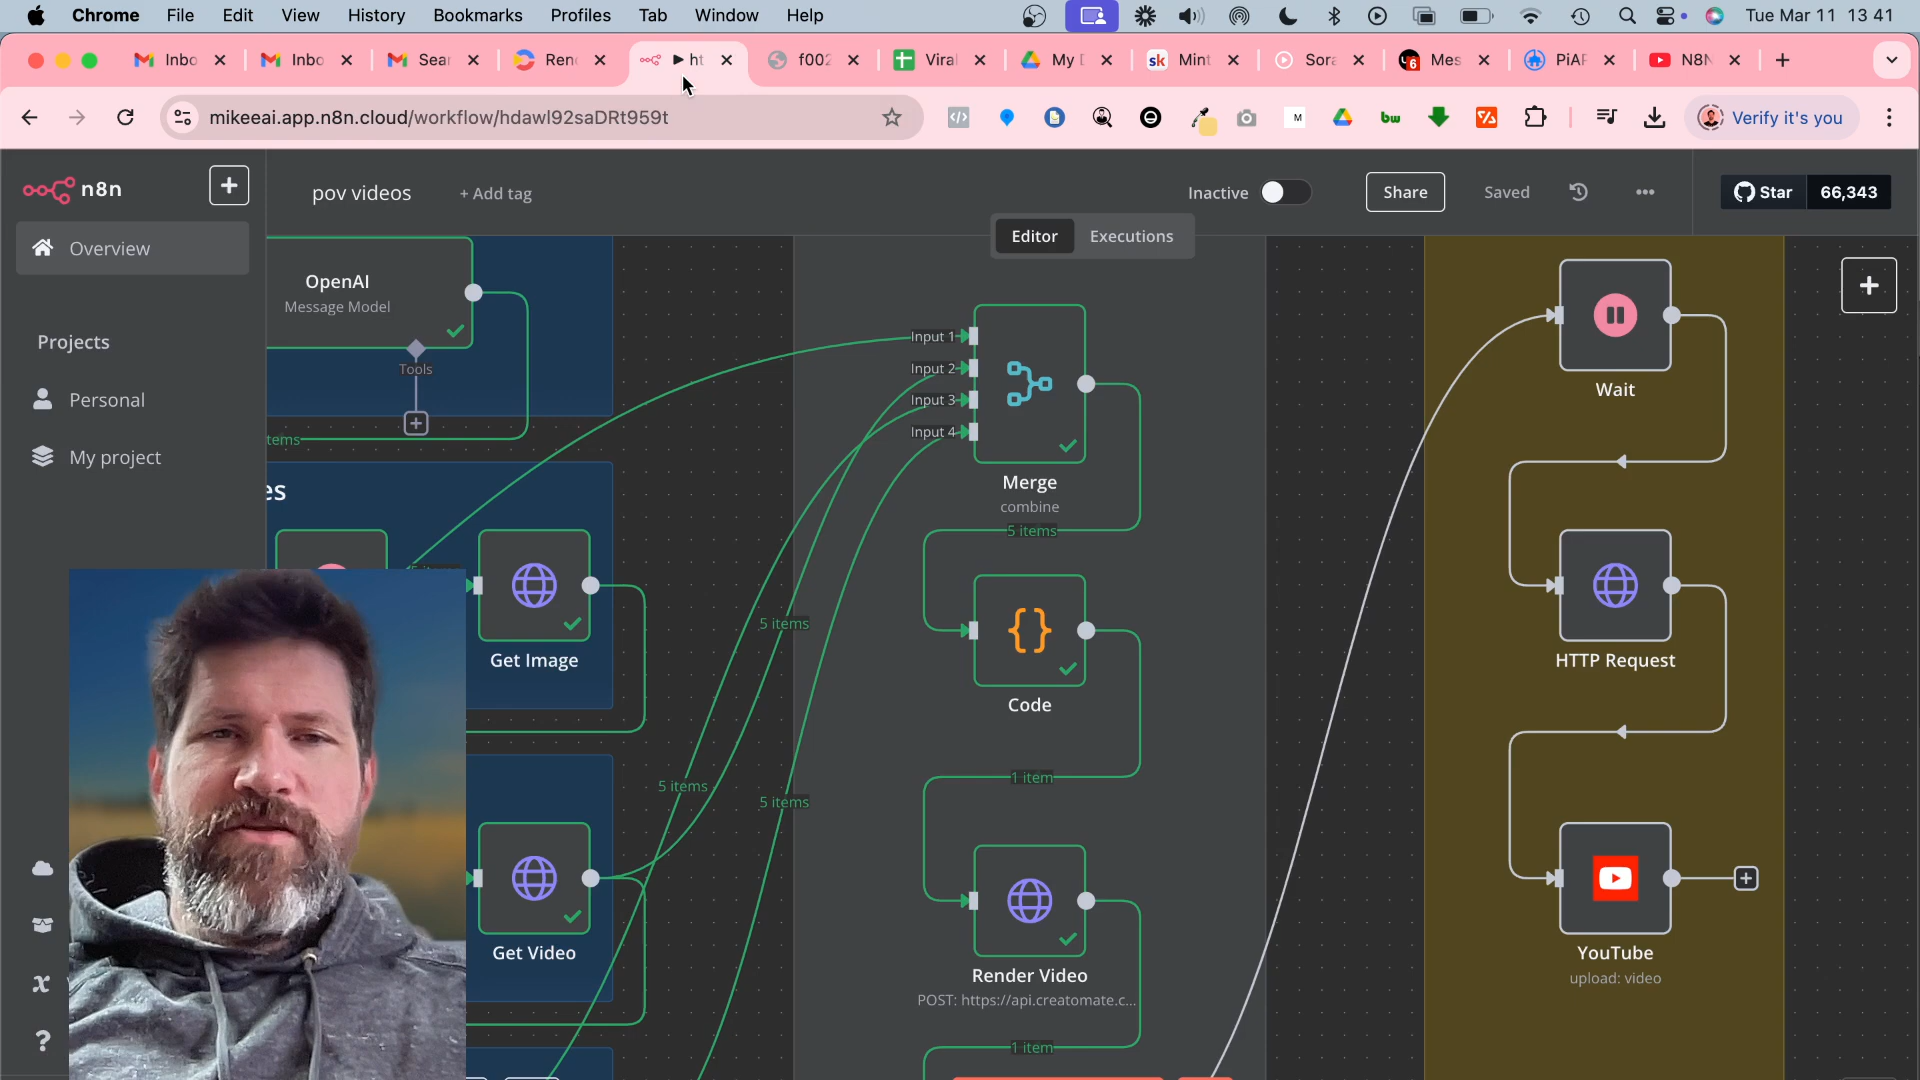 Chrome File Edit View History Bookmarks Profiles Tab Window Help Tue Mar 11 13 41
Inbo Inbo Sear Ren ht f002 Viral My D Mint Sora Mes PiAP N8N
mikeeai.app.n8n.cloud/workflow/hdawl92saDRt959t
M bw Verify it's you
n8n
pov videos + Add tag Inactive Share Saved Star 66,343
Editor Executions
Overview
Projects
Personal
My project
OpenAI
Message Model
Tools
tems
es
Get Image
Get Video
Input 1
Input 2
Input 3
Input 4
Merge
combine
5 items
5 items
5 items
5 items
Code
1 item
Render Video
POST: https://api.creatomate.c...
1 item
Wait
HTTP Request
YouTube
upload: video